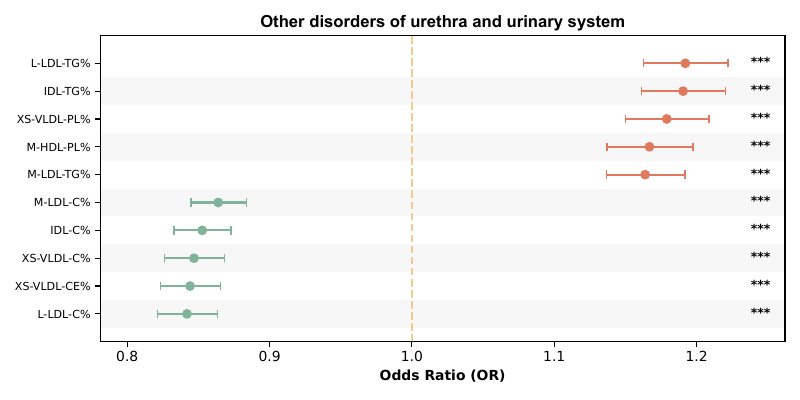 Other disorders of urethra and urinary system
L-LDL-TG% ***
IDL-TG% ***
XS-VLDL-PL% ***
M-HDL-PL% ***
M-LDL-TG% ***
M-LDL-C% ***
IDL-C% ***
XS-VLDL-C% ***
XS-VLDL-CE% ***
L-LDL-C% ***
0.8 0.9 1.0 1.1 1.2
Odds Ratio (OR)